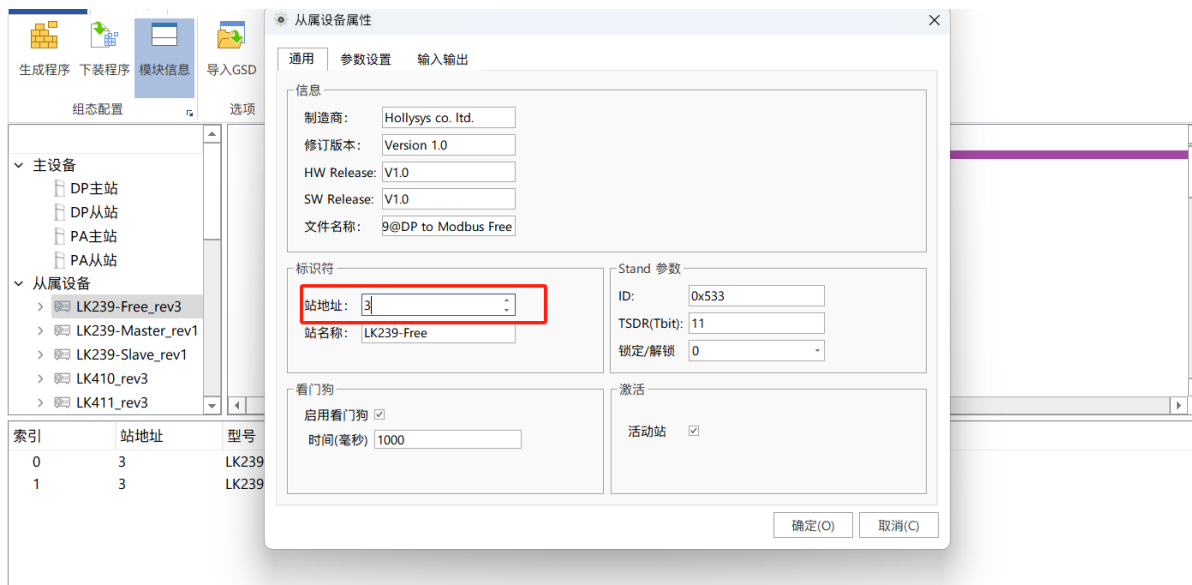 从属设备属性
生成程序 下装程序 模块信息 导入GSD
组态配置 选项
主设备
DP主站
DP从站
PA主站
PA从站
从属设备
LK239-Free_rev3
LK239-Master_rev1
LK239-Slave_rev1
LK410_rev3
LK411_rev3
索引 站地址 型号
0 3 LK239
1 3 LK239
通用 参数设置 输入输出
信息
制造商: Hollysys co. ltd.
修订版本: Version 1.0
HW Release: V1.0
SW Release: V1.0
文件名称: 9@DP to Modbus Free
标识符
站地址: 3
站名称: LK239-Free
Stand 参数
ID: 0x533
TSDR(Tbit): 11
锁定/解锁 0
看门狗
启用看门狗
时间(毫秒) 1000
激活
活动站
确定(O) 取消(C)